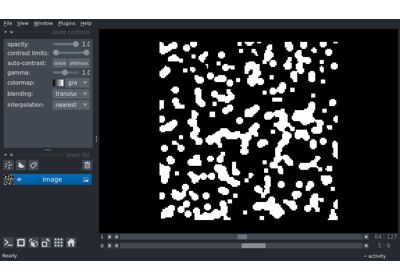 File View Window Plugins Help
layer controls
opacity: 1.0
contrast limits:
auto-contrast: once
gamma: 1.0
colormap: gra
blending: translu
interpolation: nearest
layer list
Image
1 64 127
0 5 9
Ready activity